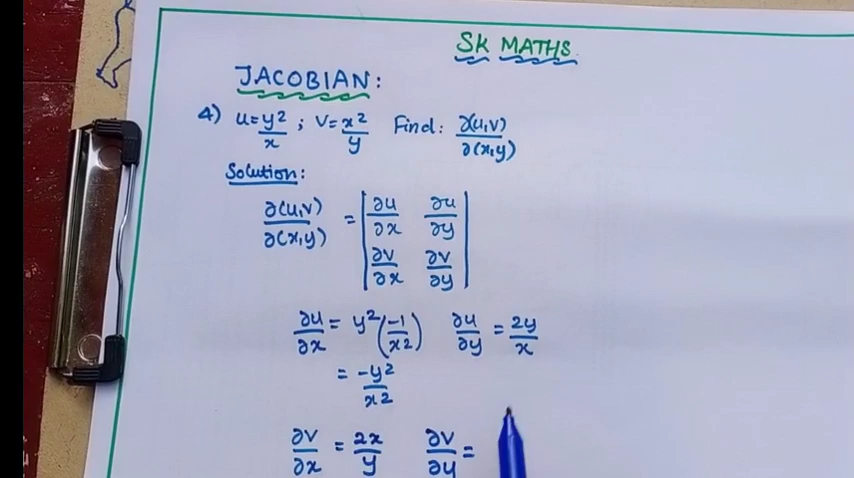 SK MATHS
JACOBIAN:
4) u=y²/x ; V=x²/y Find: ∂(u,v)/∂(x,y)
Solution:
∂(u,v)/∂(x,y) = | ∂u/∂x ∂u/∂y |
| ∂v/∂x ∂v/∂y |
∂u/∂x = y²(-1/x²) ∂u/∂y = 2y/x
= -y²/x²
∂v/∂x = 2x/y ∂v/∂y =